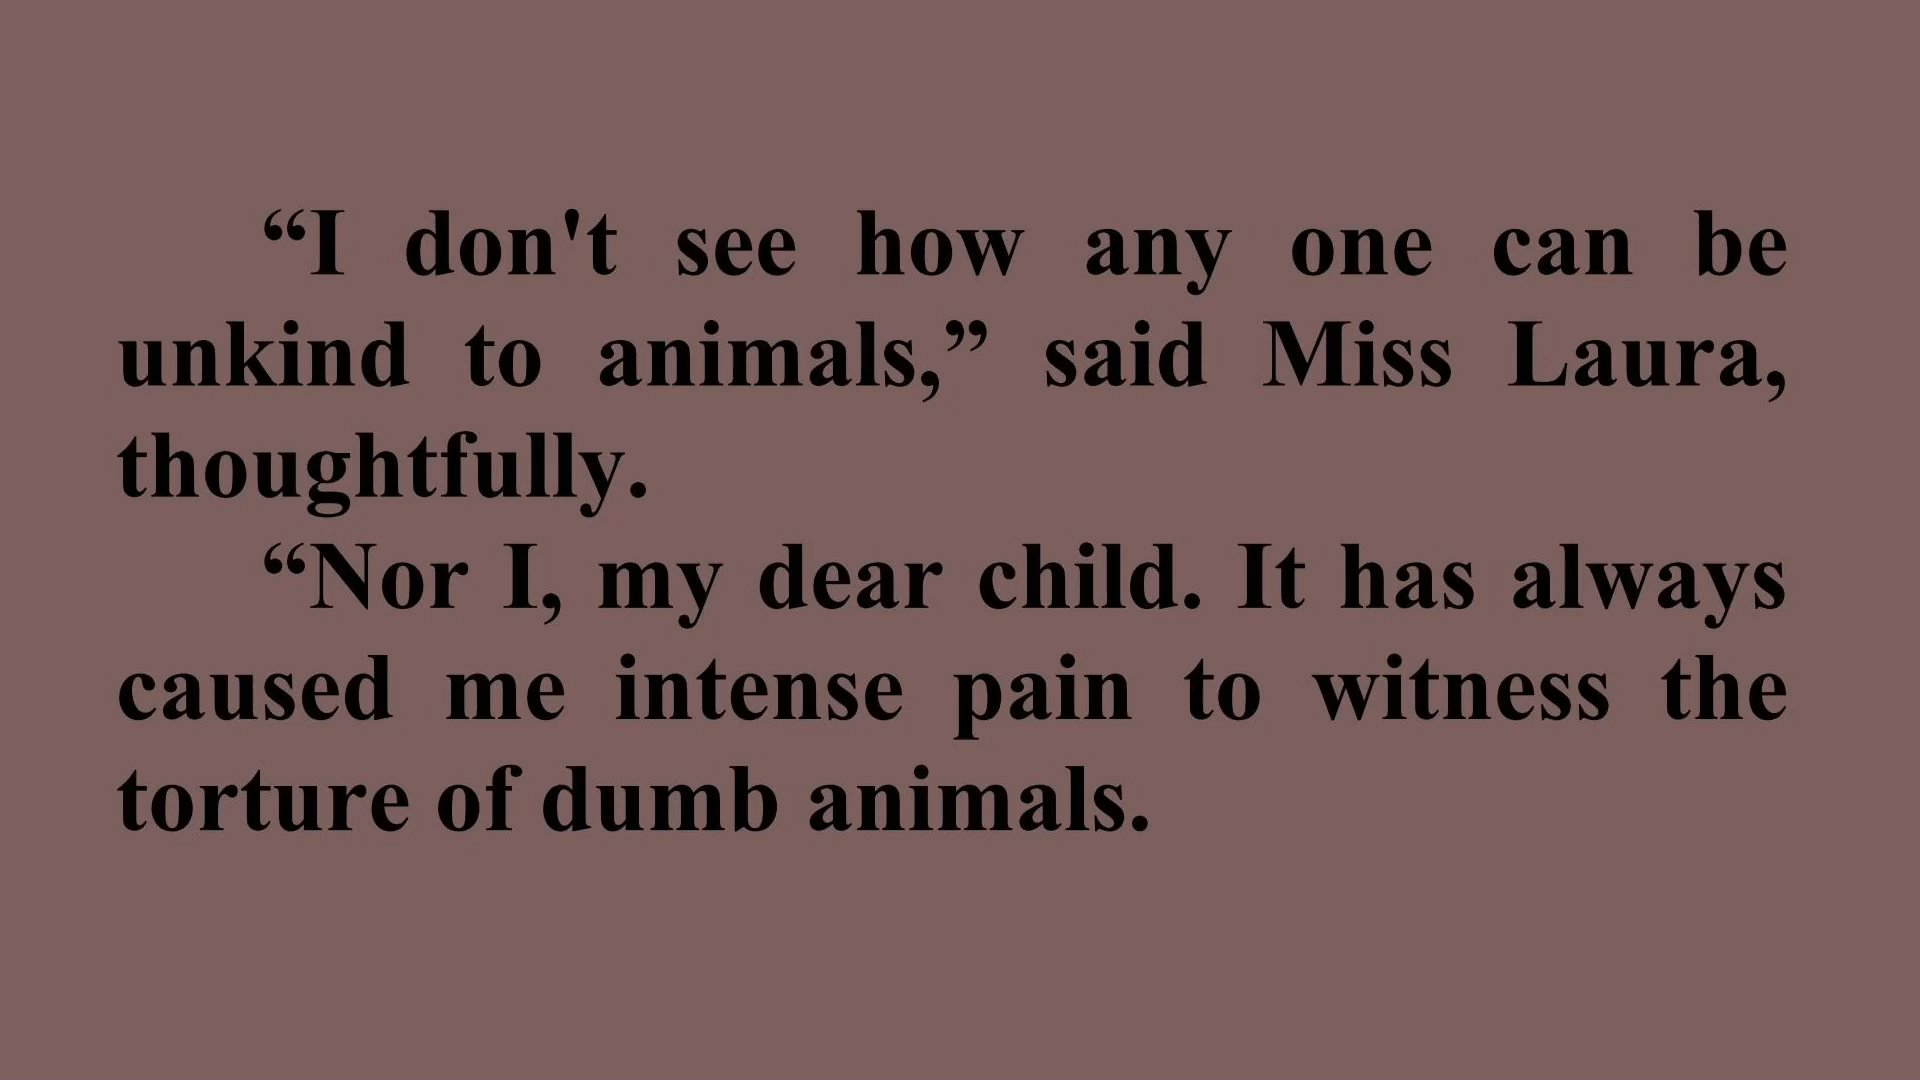 “I don't see how any one can be
unkind to animals,” said Miss Laura,
thoughtfully.
“Nor I, my dear child. It has always
caused me intense pain to witness the
torture of dumb animals.